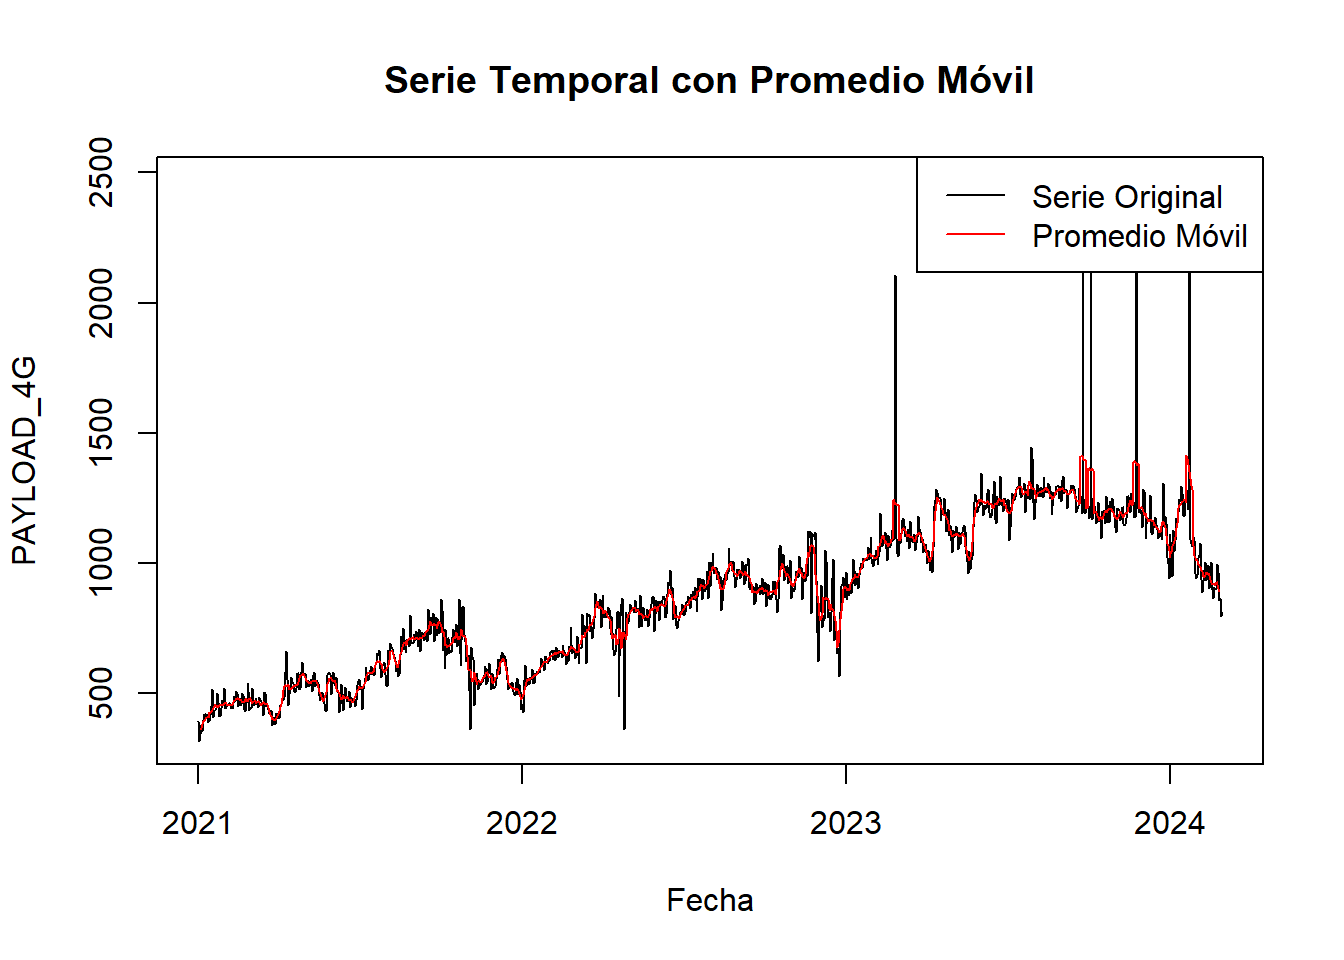 Serie Temporal con Promedio Móvil
2500
2000
1500
1000
500
PAYLOAD_4G
Serie Original
Promedio Móvil
2021 2022 2023 2024
Fecha